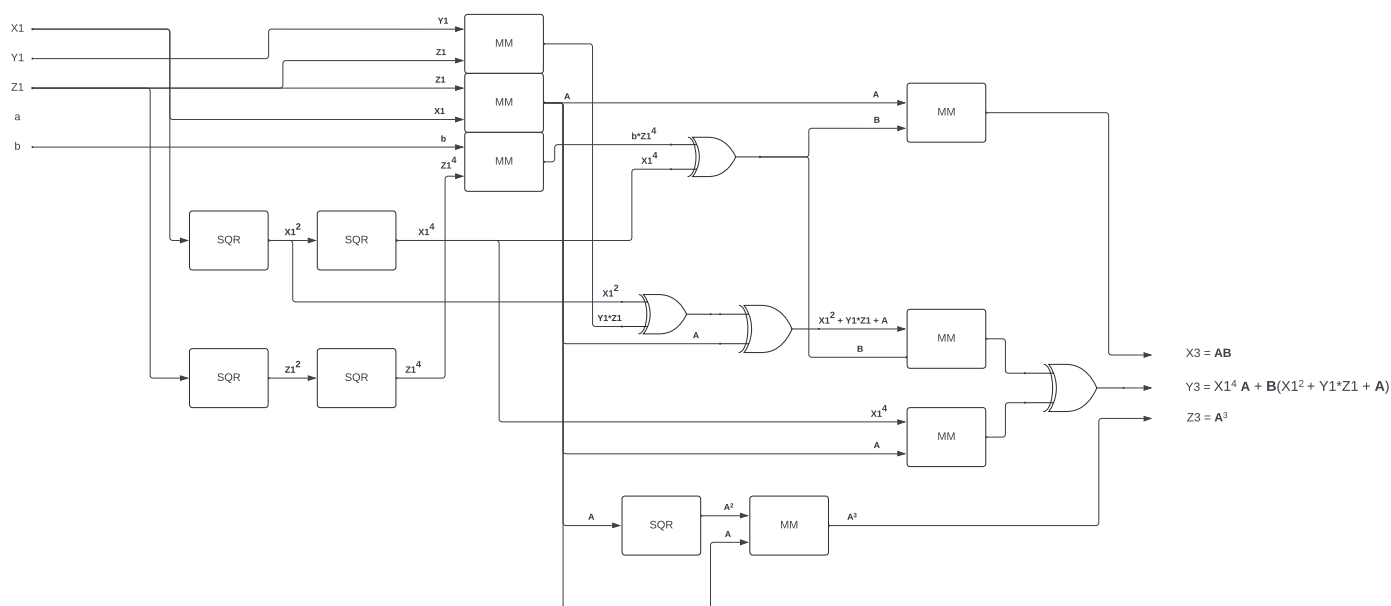 X1
Y1
Z1
a
b
Y1
Z1
Z1
X1
b
Z1⁴
MM
MM
MM
A
A
B
MM
b*Z1⁴
X1⁴
SQR
X1²
SQR
X1⁴
X1²
Y1*Z1
A
X1² + Y1*Z1 + A
B
MM
SQR
Z1²
SQR
Z1⁴
X3 = AB
Y3 = X1⁴ A + B(X1² + Y1*Z1 + A)
Z3 = A³
X1⁴
A
MM
A
SQR
A²
A
MM
A³